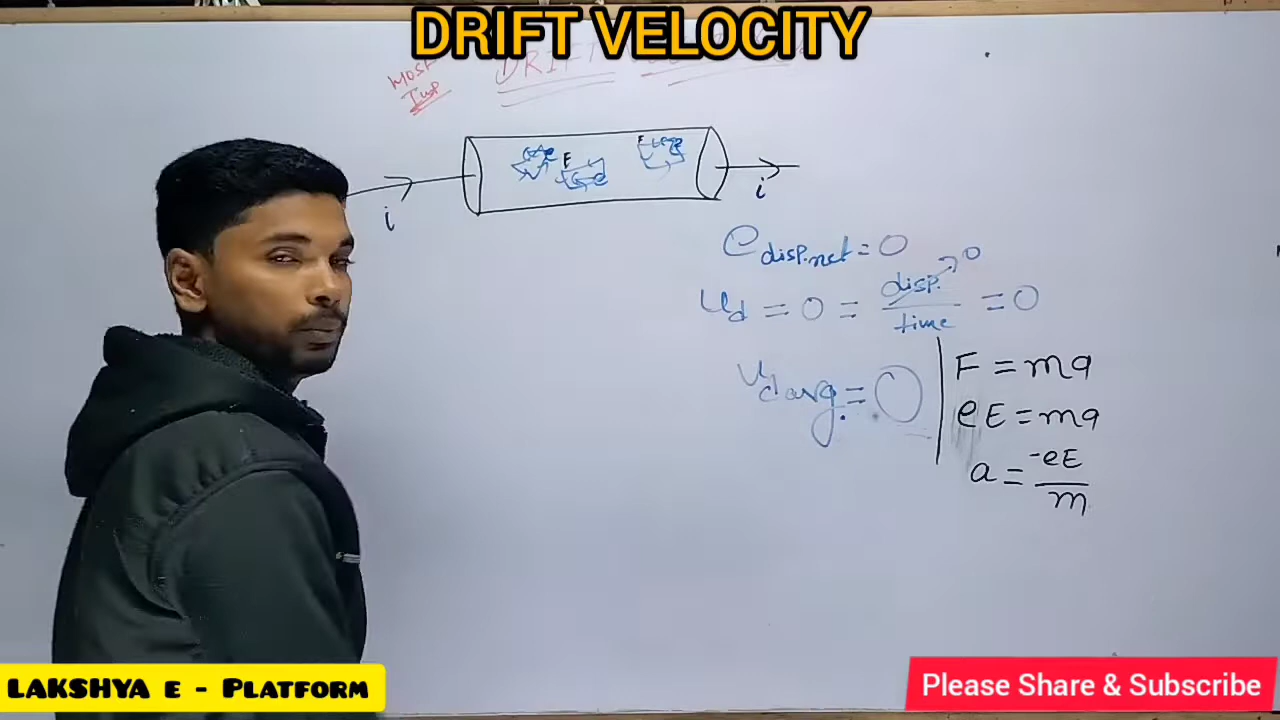 DRIFT VELOCITY
MOST
Imp
DRIFT
i
i
F
F
e disp.net = 0
u d = 0 = disp. 0 / time = 0
u d avg. = 0
F = ma
eE = ma
a = -eE / m
LAKSHYA E - PLATFORM
Please Share & Subscribe